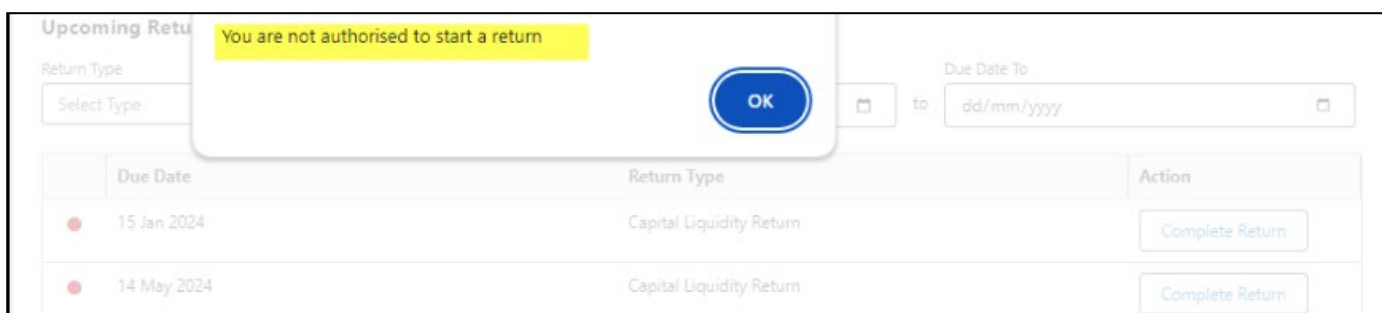 Upcoming Retu
You are not authorised to start a return
OK
Return Type
Due Date To
Select Type
to
dd/mm/yyyy
Due Date
Return Type
Action
15 Jan 2024
Capital Liquidity Return
Complete Return
14 May 2024
Capital Liquidity Return
Complete Return